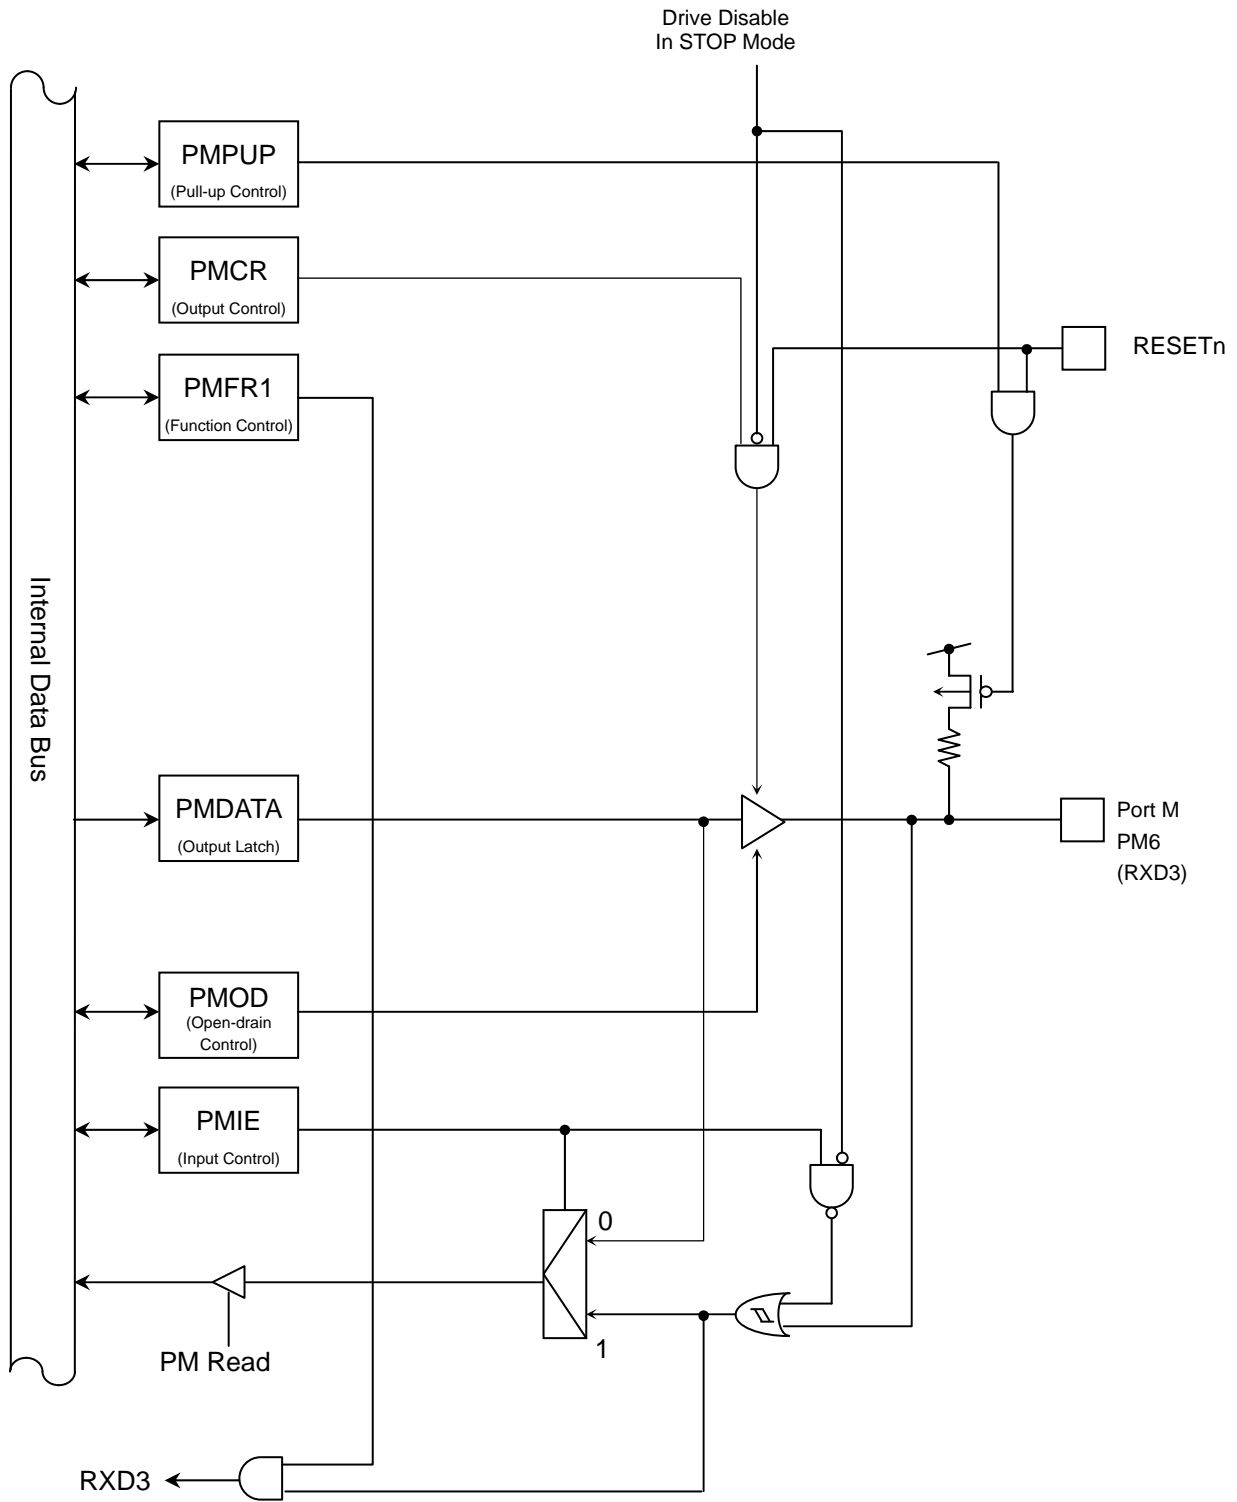 Drive Disable
In STOP Mode
PMPUP
(Pull-up Control)
PMCR
(Output Control)
RESETn
PMFR1
(Function Control)
Internal Data Bus
PMDATA
(Output Latch)
Port M
PM6
(RXD3)
PMOD
(Open-drain
Control)
PMIE
(Input Control)
0
1
PM Read
RXD3